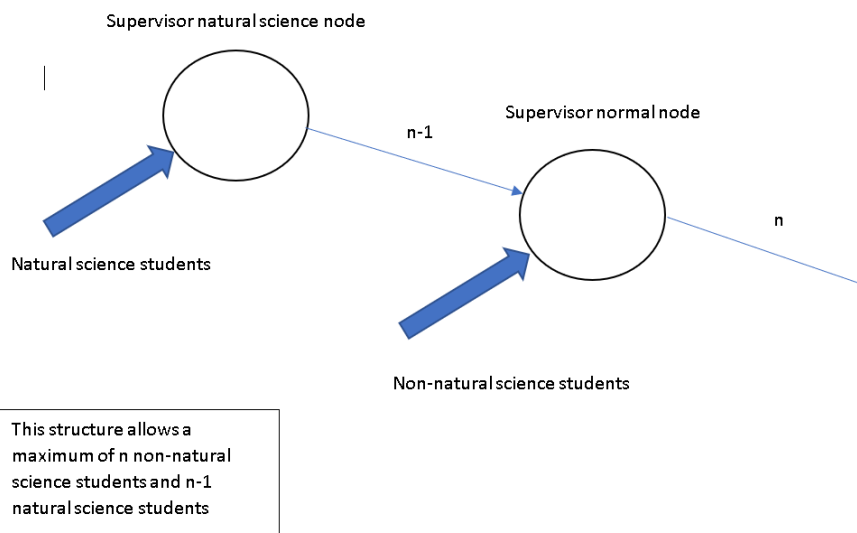 Supervisor natural science node
n-1
Supervisor normal node
n
Natural science students
Non-natural science students
This structure allows a
maximum of n non-natural
science students and n-1
natural science students